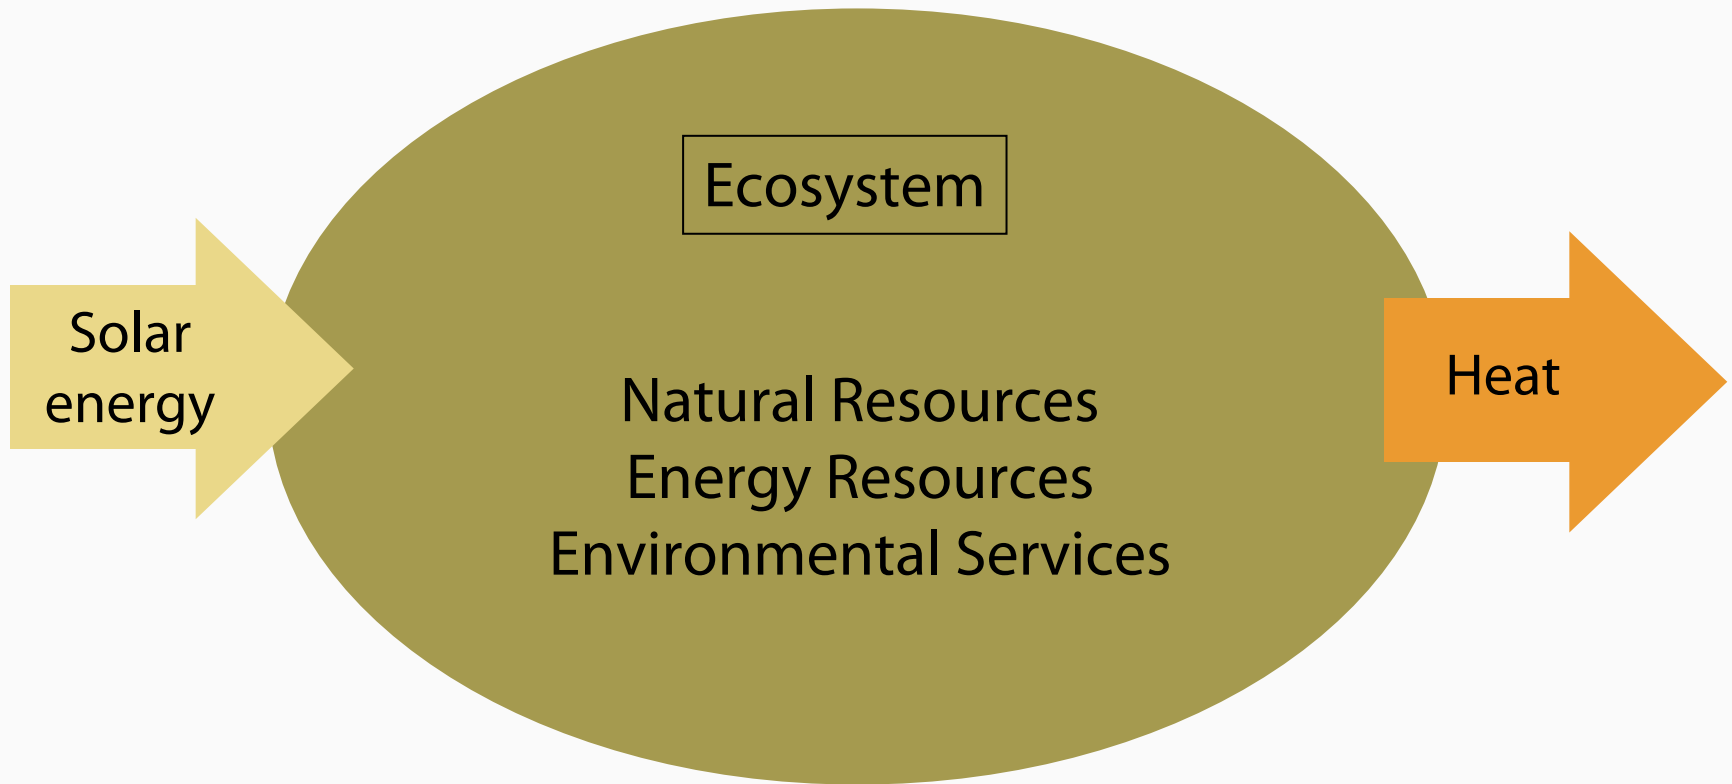 Ecosystem
Solar
energy
Natural Resources
Energy Resources
Environmental Services
Heat